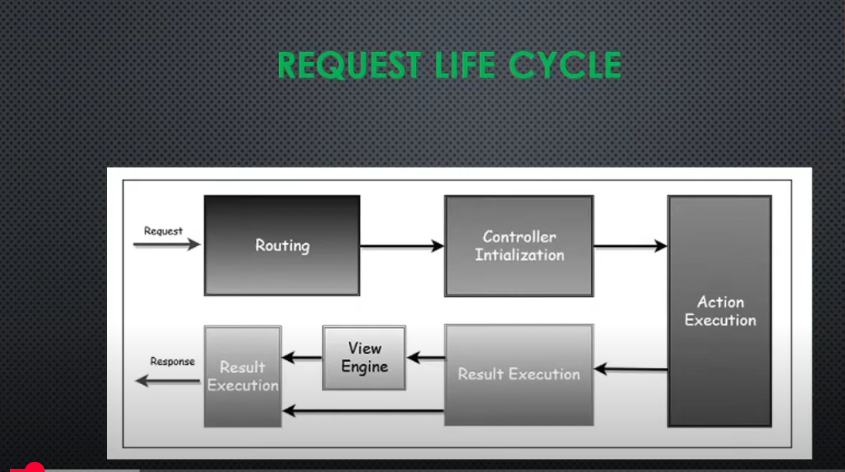 REQUEST LIFE CYCLE
Request
Routing
Controller
Intialization
Action
Execution
Response
Result
Execution
View
Engine
Result Execution